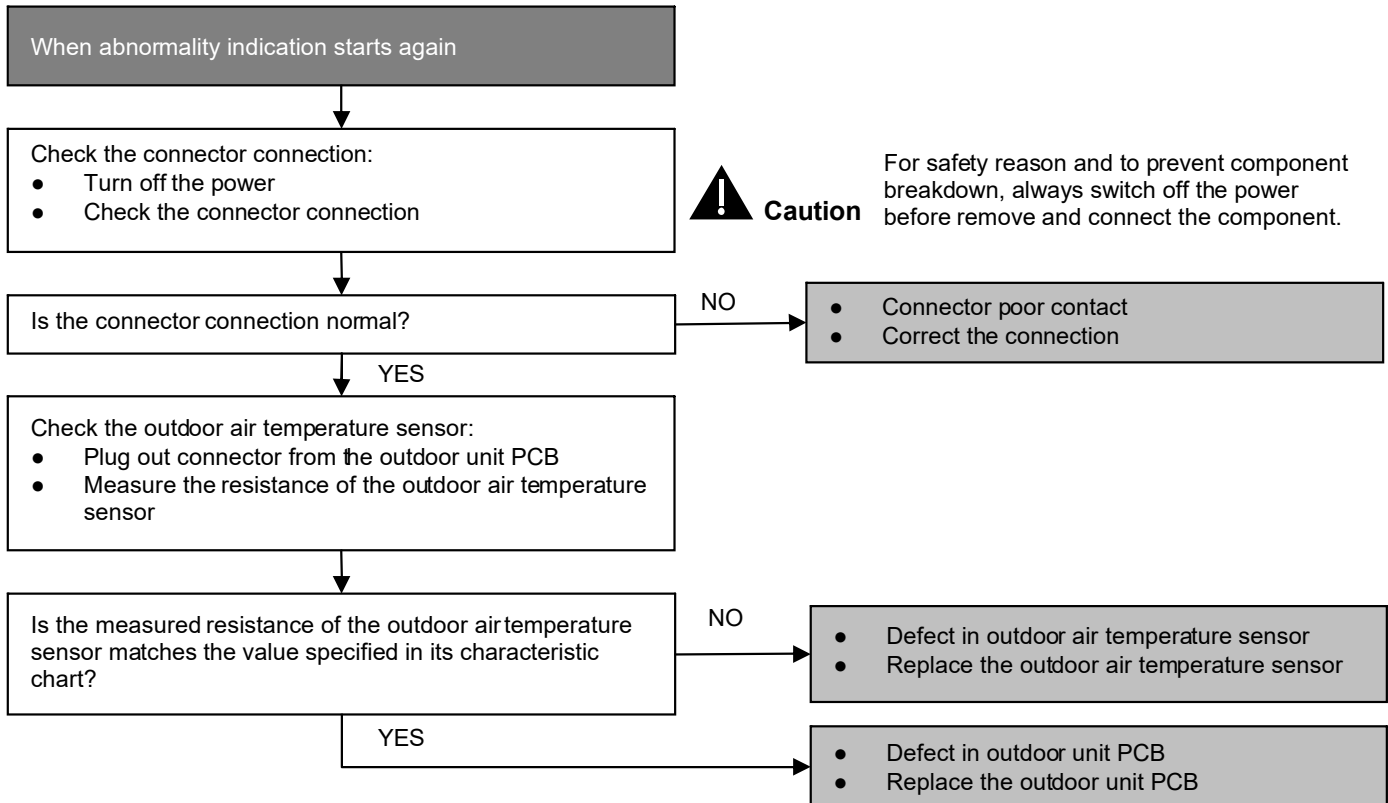 When abnormality indication starts again
Check the connector connection:
● Turn off the power
● Check the connector connection
Caution
For safety reason and to prevent component
breakdown, always switch off the power
before remove and connect the component.
Is the connector connection normal?
NO
● Connector poor contact
● Correct the connection
YES
Check the outdoor air temperature sensor:
● Plug out connector from the outdoor unit PCB
● Measure the resistance of the outdoor air temperature
sensor
Is the measured resistance of the outdoor air temperature
sensor matches the value specified in its characteristic
chart?
NO
● Defect in outdoor air temperature sensor
● Replace the outdoor air temperature sensor
YES
● Defect in outdoor unit PCB
● Replace the outdoor unit PCB